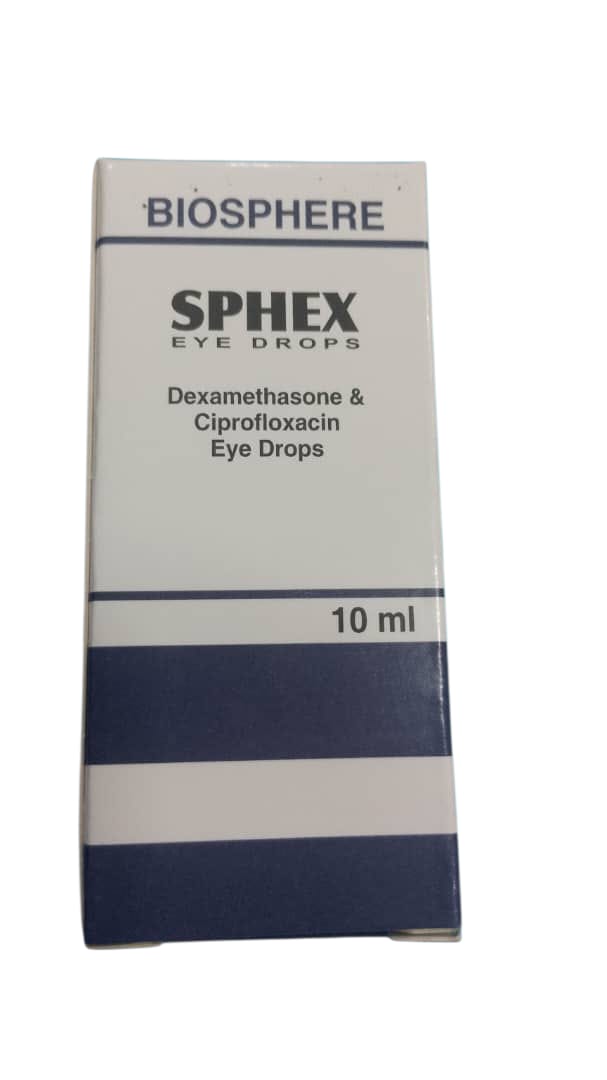 BIOSPHERE
SPHEX
EYE DROPS
Dexamethasone &
Ciprofloxacin
Eye Drops
10 ml